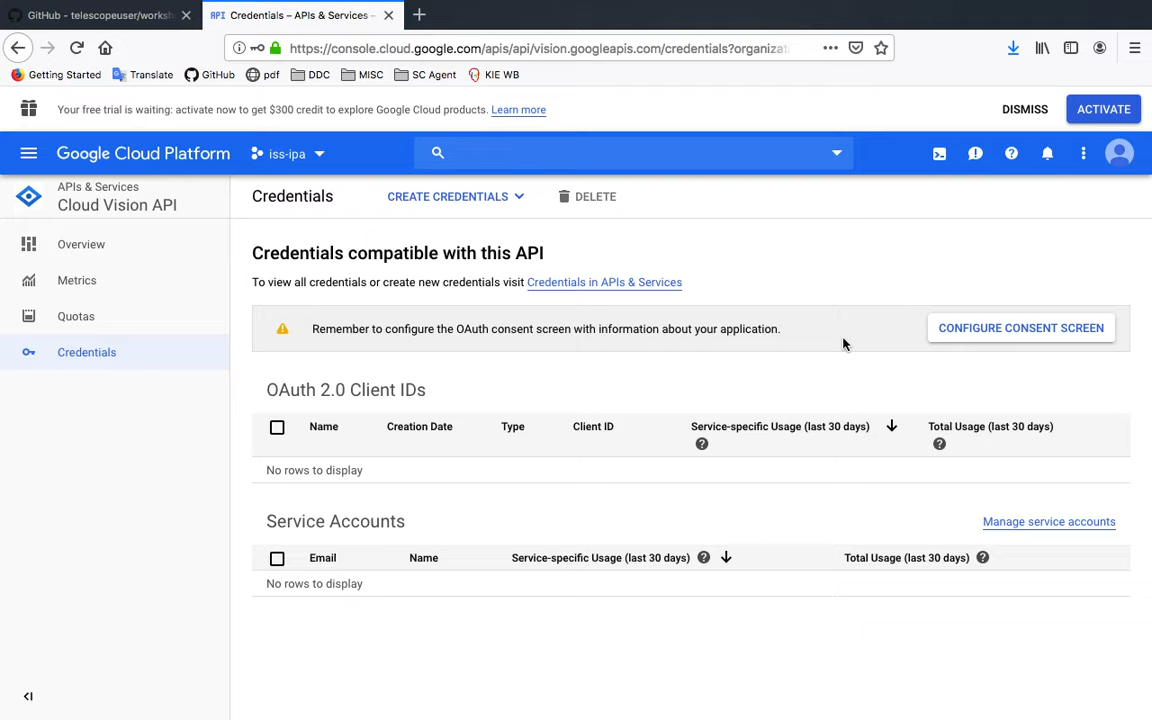 GitHub - telescopeuser/worksh
API Credentials – APIs & Services –
https://console.cloud.google.com/apis/api/vision.googleapis.com/credentials?organizat
Getting Started Translate GitHub pdf DDC MISC SC Agent KIE WB
Your free trial is waiting: activate now to get $300 credit to explore Google Cloud products. Learn more DISMISS ACTIVATE
Google Cloud Platform iss-ipa
APIs & Services
Cloud Vision API
Credentials CREATE CREDENTIALS DELETE
Overview
Metrics
Quotas
Credentials
Credentials compatible with this API
To view all credentials or create new credentials visit Credentials in APIs & Services
Remember to configure the OAuth consent screen with information about your application. CONFIGURE CONSENT SCREEN
OAuth 2.0 Client IDs
Name Creation Date Type Client ID Service-specific Usage (last 30 days) Total Usage (last 30 days)
No rows to display
Service Accounts Manage service accounts
Email Name Service-specific Usage (last 30 days) Total Usage (last 30 days)
No rows to display